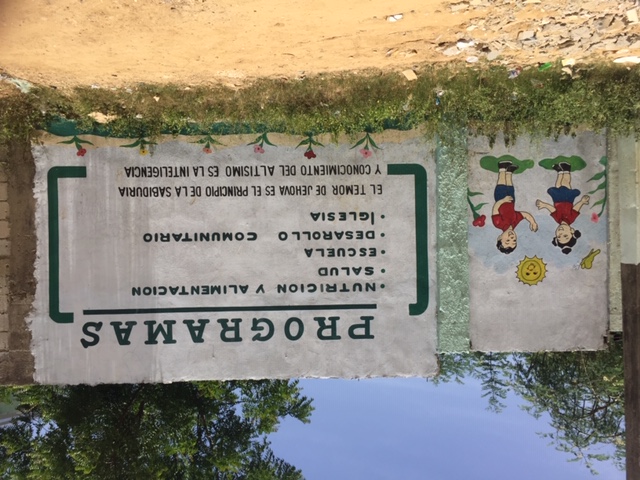 PROGRAMAS
• NUTRICION Y ALIMENTACION
• SALUD
• ESCUELA
• DESAROLLO COMUNITARIO
• IGLESIA
EL TEMOR DE JEHOVA ES EL PRINCIPIO DE LA SABIDURIA
Y CONOCIMIENTO DEL ALTISIMO ES LA INTELIGENCIA